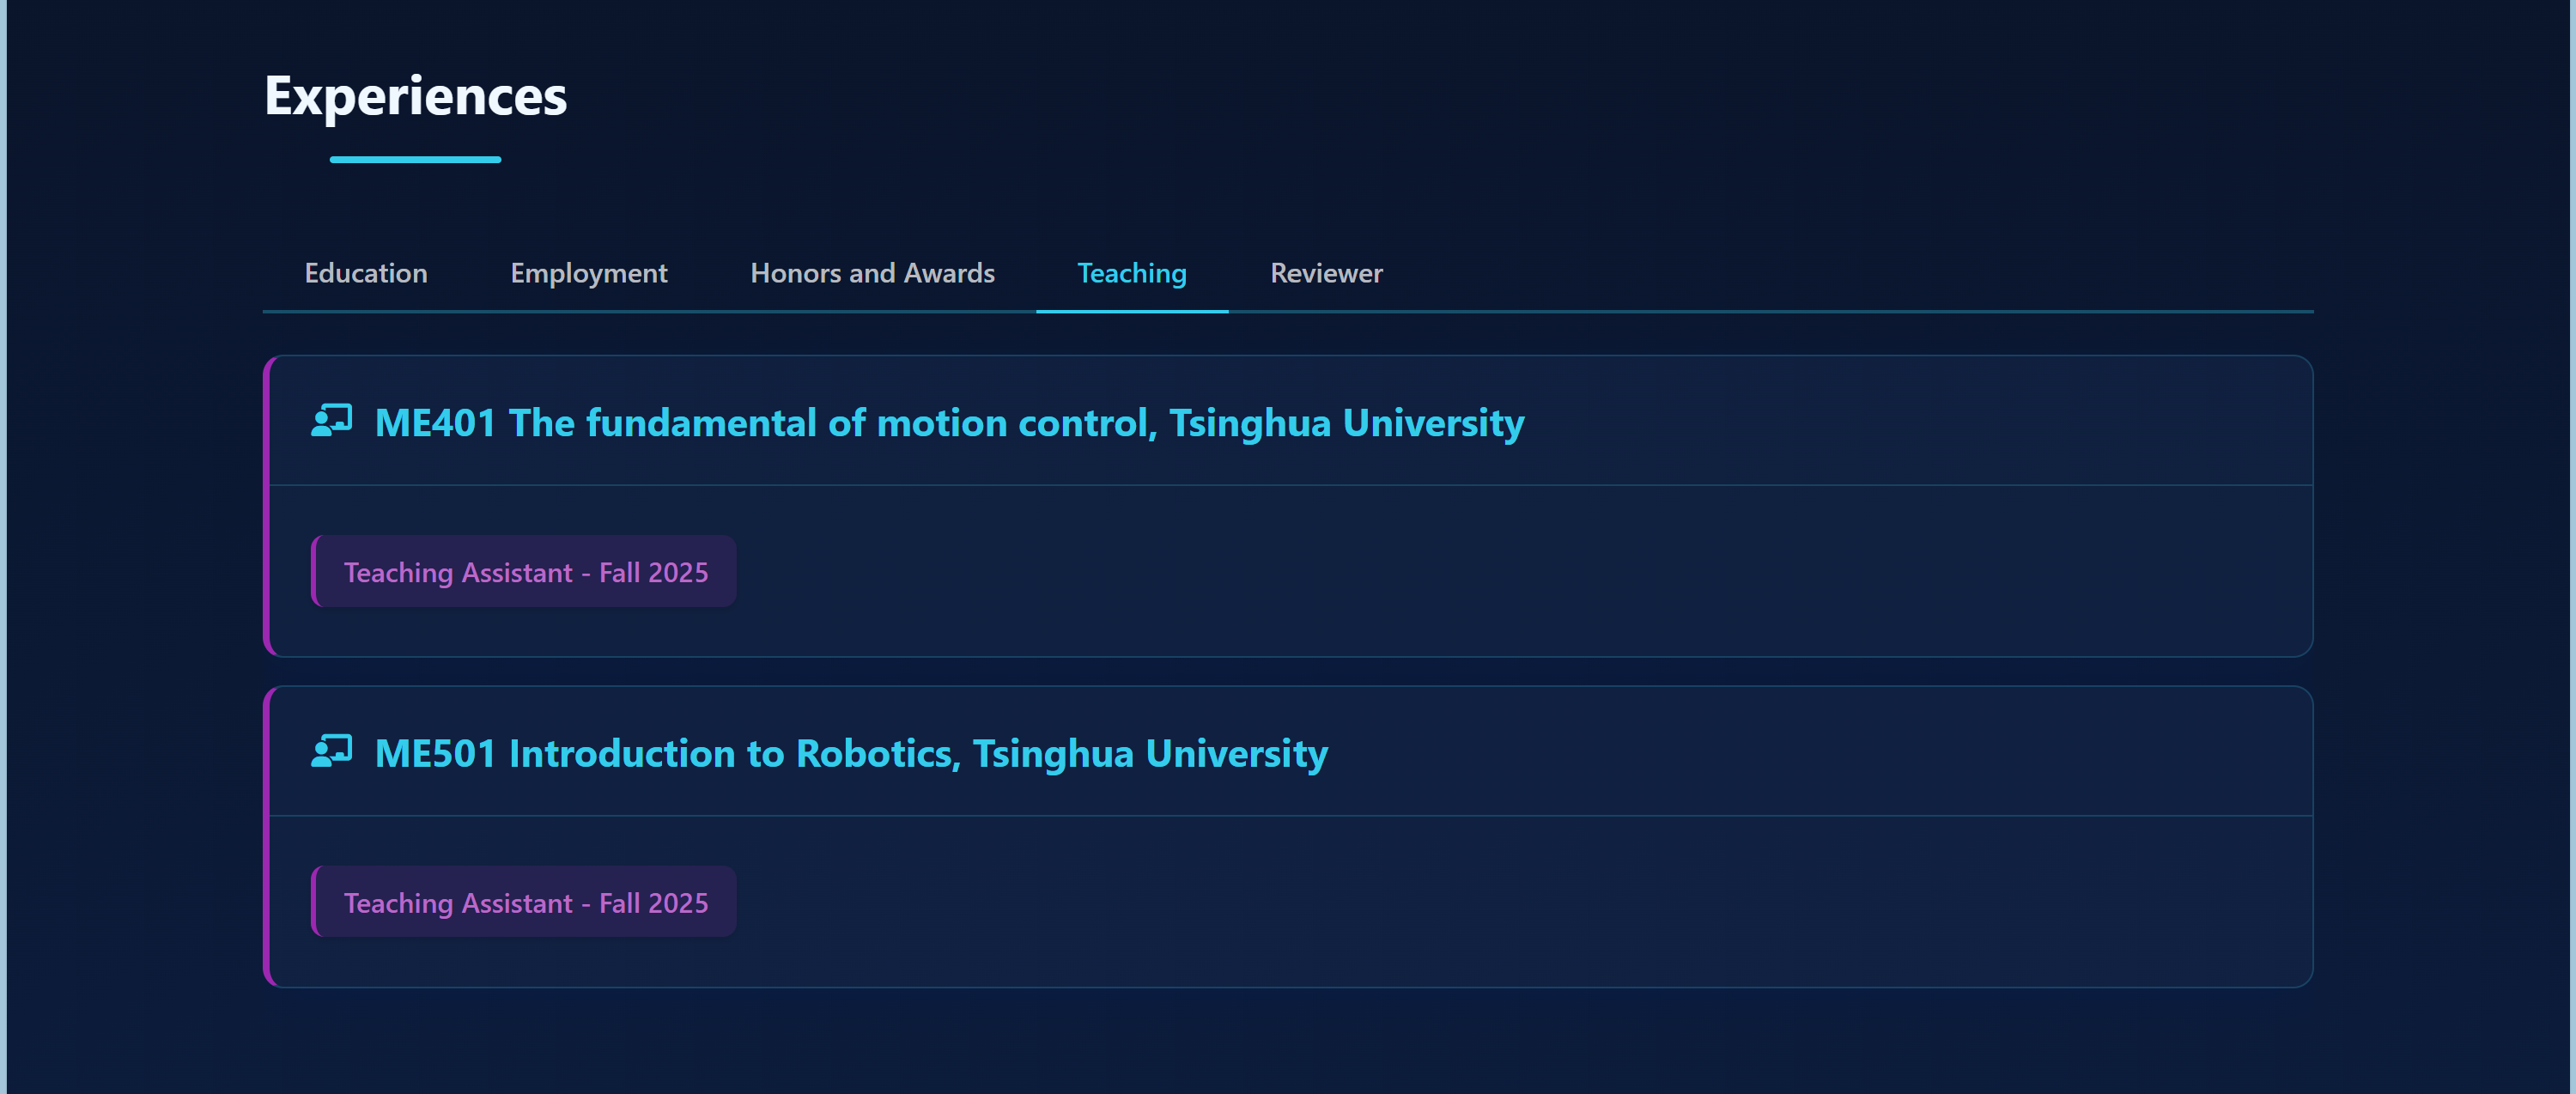 Experiences
Education Employment Honors and Awards Teaching Reviewer
ME401 The fundamental of motion control, Tsinghua University
Teaching Assistant - Fall 2025
ME501 Introduction to Robotics, Tsinghua University
Teaching Assistant - Fall 2025